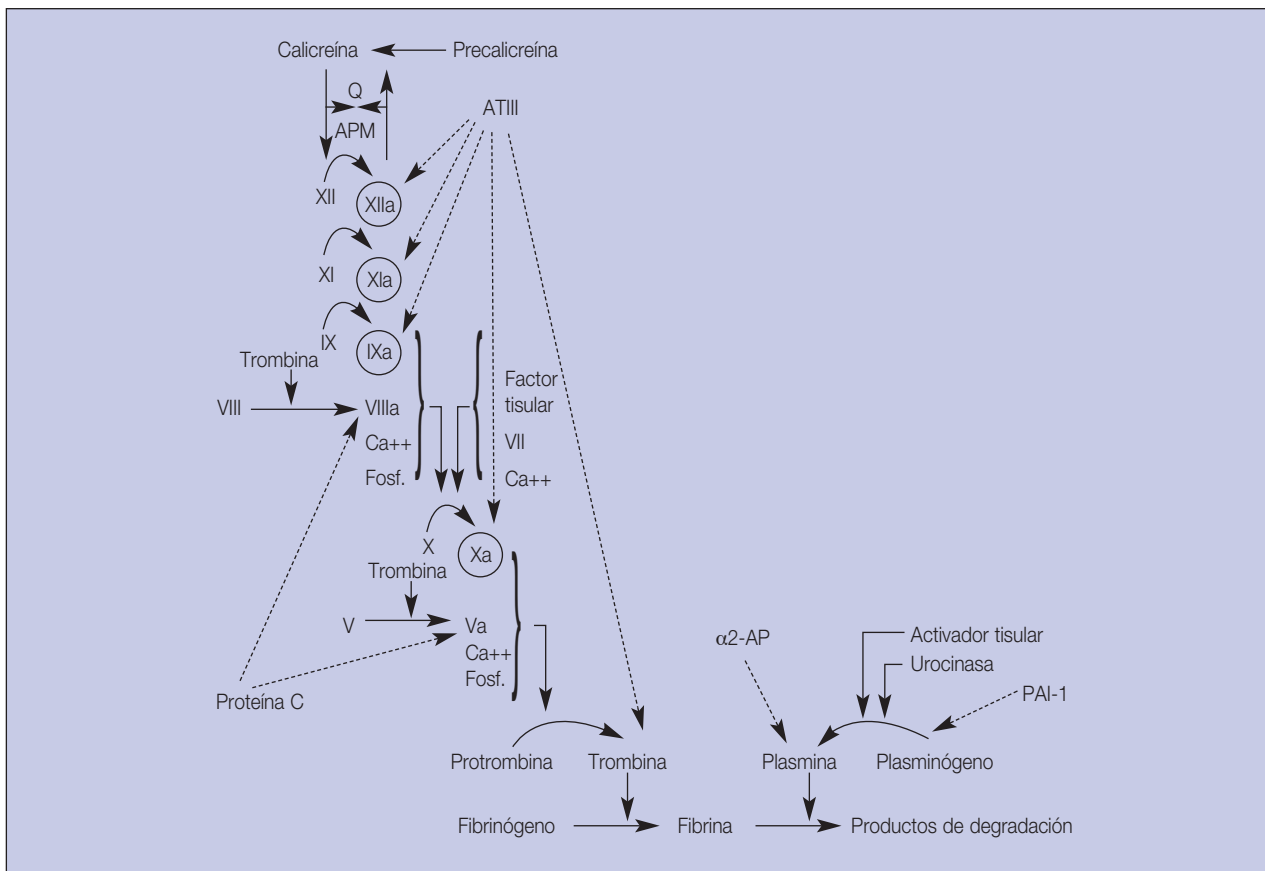 Calicreína
Precalicreína
Q
APM
ATIII
XII
XIIa
XI
XIa
IX
IXa
Trombina
VIII
VIIIa
Ca++
Fosf.
Factor
tisular
VII
Ca++
X
Xa
Trombina
V
Va
Ca++
Fosf.
Proteína C
α2-AP
Activador tisular
Urocinasa
PAI-1
Protrombina
Trombina
Plasmina
Plasminógeno
Fibrinógeno
Fibrina
Productos de degradación